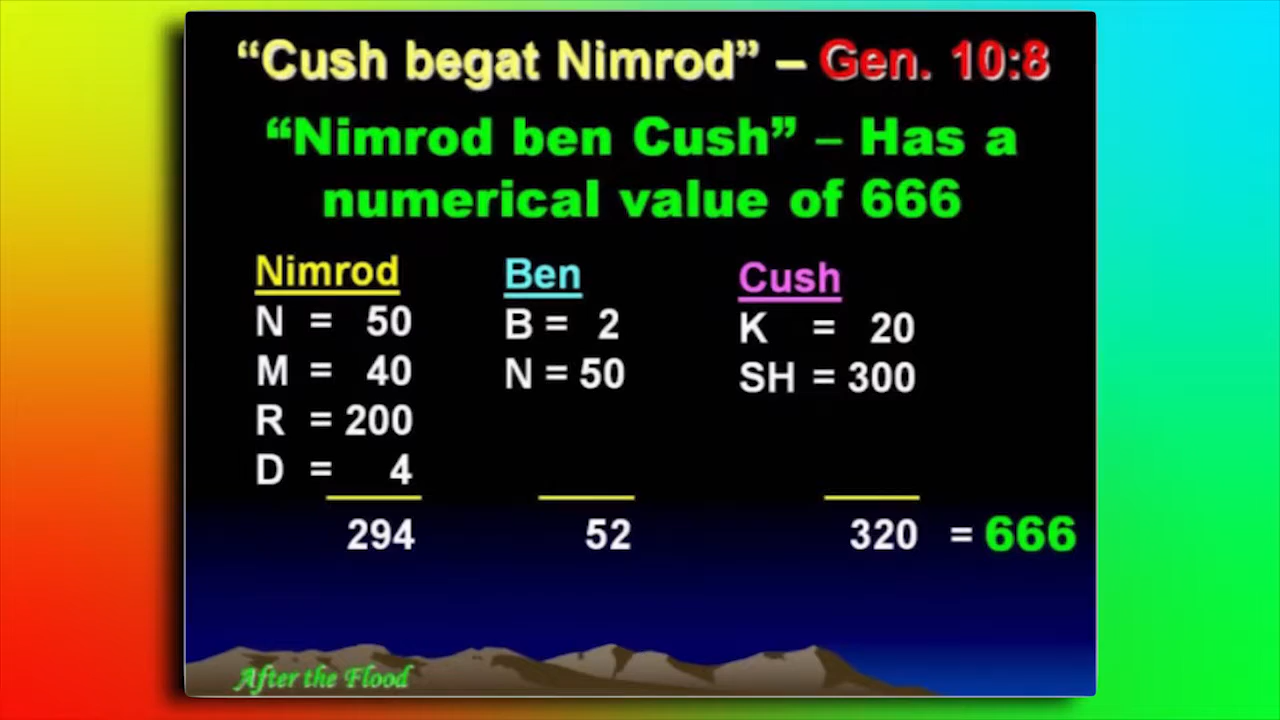 “Cush begat Nimrod” – Gen. 10:8
“Nimrod ben Cush” – Has a
numerical value of 666
Nimrod Ben Cush
N = 50 B = 2 K = 20
M = 40 N = 50 SH = 300
R = 200
D = 4
294 52 320 = 666
After the Flood